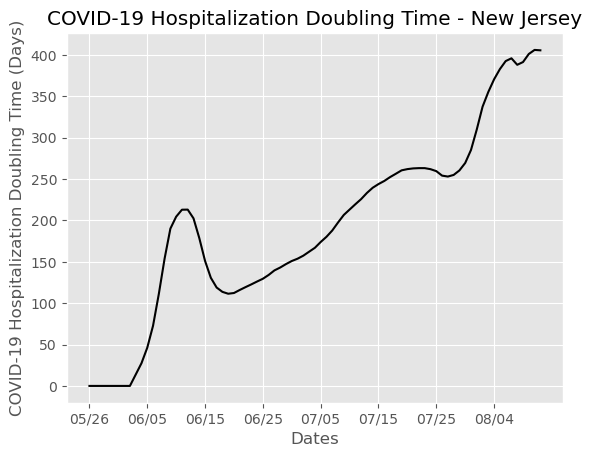 COVID-19 Hospitalization Doubling Time - New Jersey
COVID-19 Hospitalization Doubling Time (Days)
400
350
300
250
200
150
100
50
0
05/26 06/05 06/15 06/25 07/05 07/15 07/25 08/04
Dates